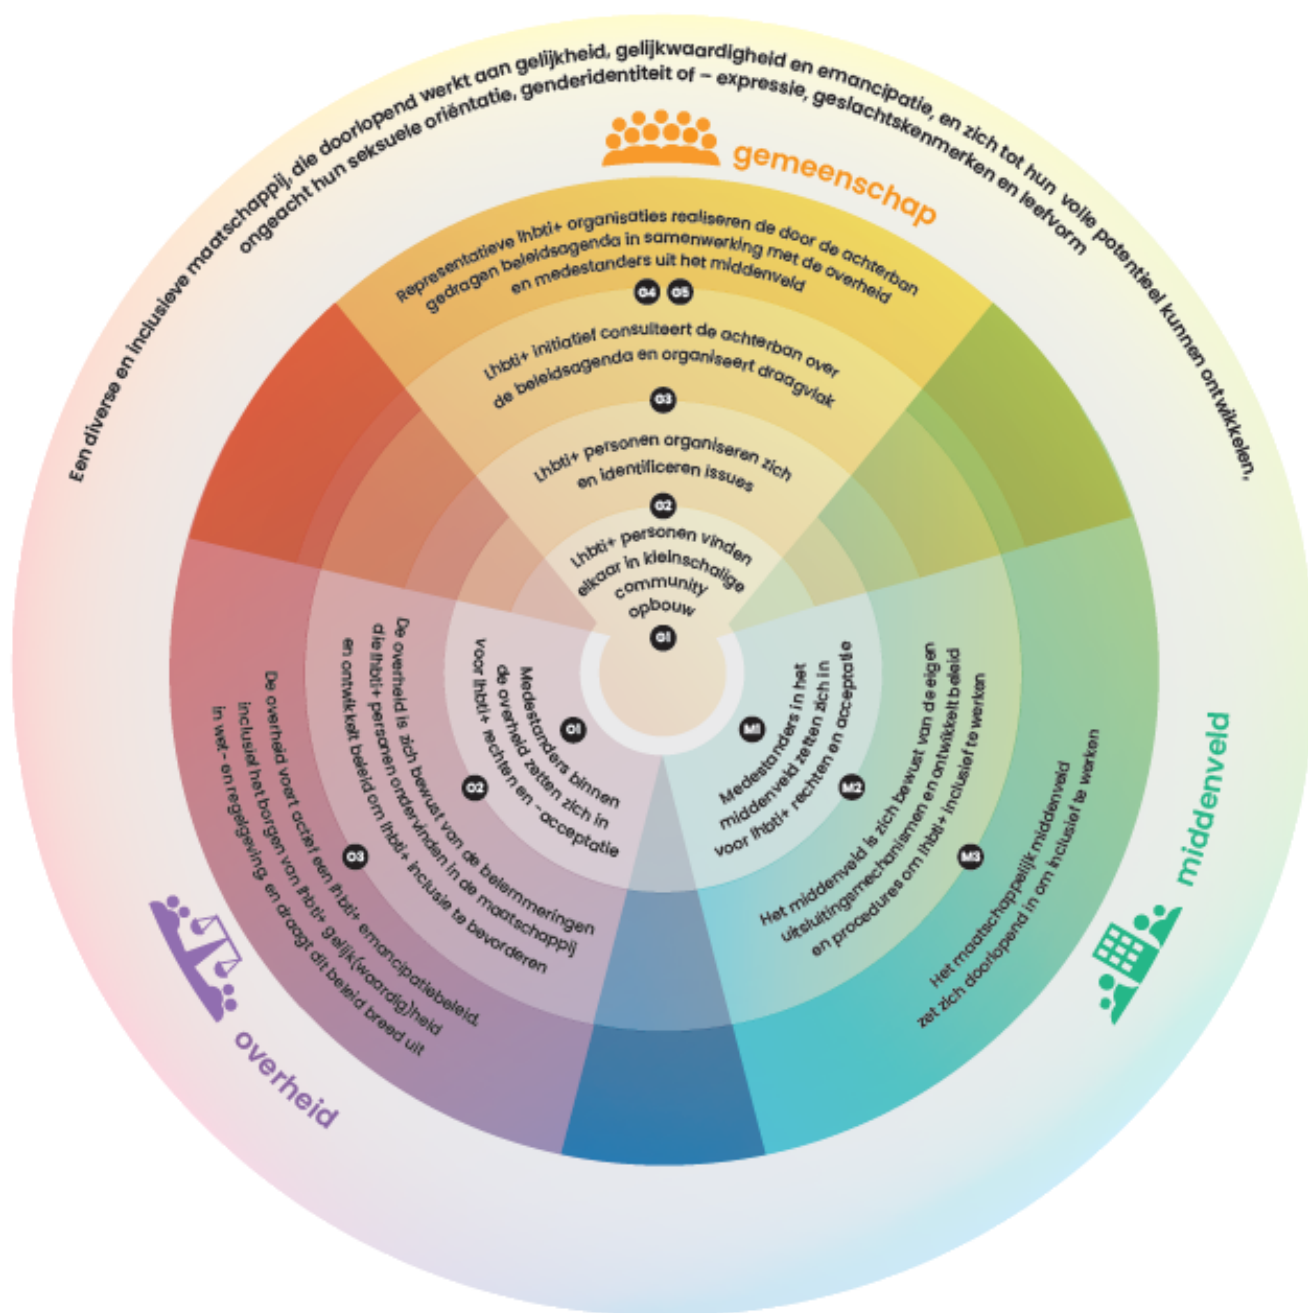 Een diverse en inclusieve maatschappij, die doorlopend werkt aan gelijkheid, gelijkwaardigheid en emancipatie, en zich tot hun volle potentieel kunnen ontwikkelen,
ongeacht hun seksuele oriëntatie, genderidentiteit of – expressie, geslachtskenmerken en leefvorm
gemeenschap
Representatieve lhbti+ organisaties realiseren de door de achterban
gedragen beleidsagenda in samenwerking met de overheid
en medestanders uit het middenveld
G4 G5
Lhbti+ initiatief consulteert de achterban over
de beleidsagenda en organiseert draagvlak
G3
Lhbti+ personen organiseren zich
en identificeren issues
G2
Lhbti+ personen vinden
elkaar in kleinschalige
community
opbouw
G1
Medestanders binnen
de overheid zetten zich in
voor lhbti+ rechten en -acceptatie
O1
De overheid is zich bewust van de belemmeringen
die lhbti+ personen ondervinden in de maatschappij
en ontwikkelt beleid om lhbti+ inclusie te bevorderen
O2
De overheid voert actief een lhbti+ emancipatiebeleid,
inclusief het borgen van lhbti+ gelijk(waardig)heid
in wet- en regelgeving, en draagt dit beleid breed uit
O3
overheid
M1
Medestanders in het
middenveld zetten zich in
voor lhbti+ rechten en acceptatie
M2
Het middenveld is zich bewust van de eigen
uitsluitingsmechanismen en ontwikkelt beleid
en procedures om lhbti+ inclusief te werken
M3
Het maatschappelijk middenveld
zet zich doorlopend in om inclusief te werken
middenveld